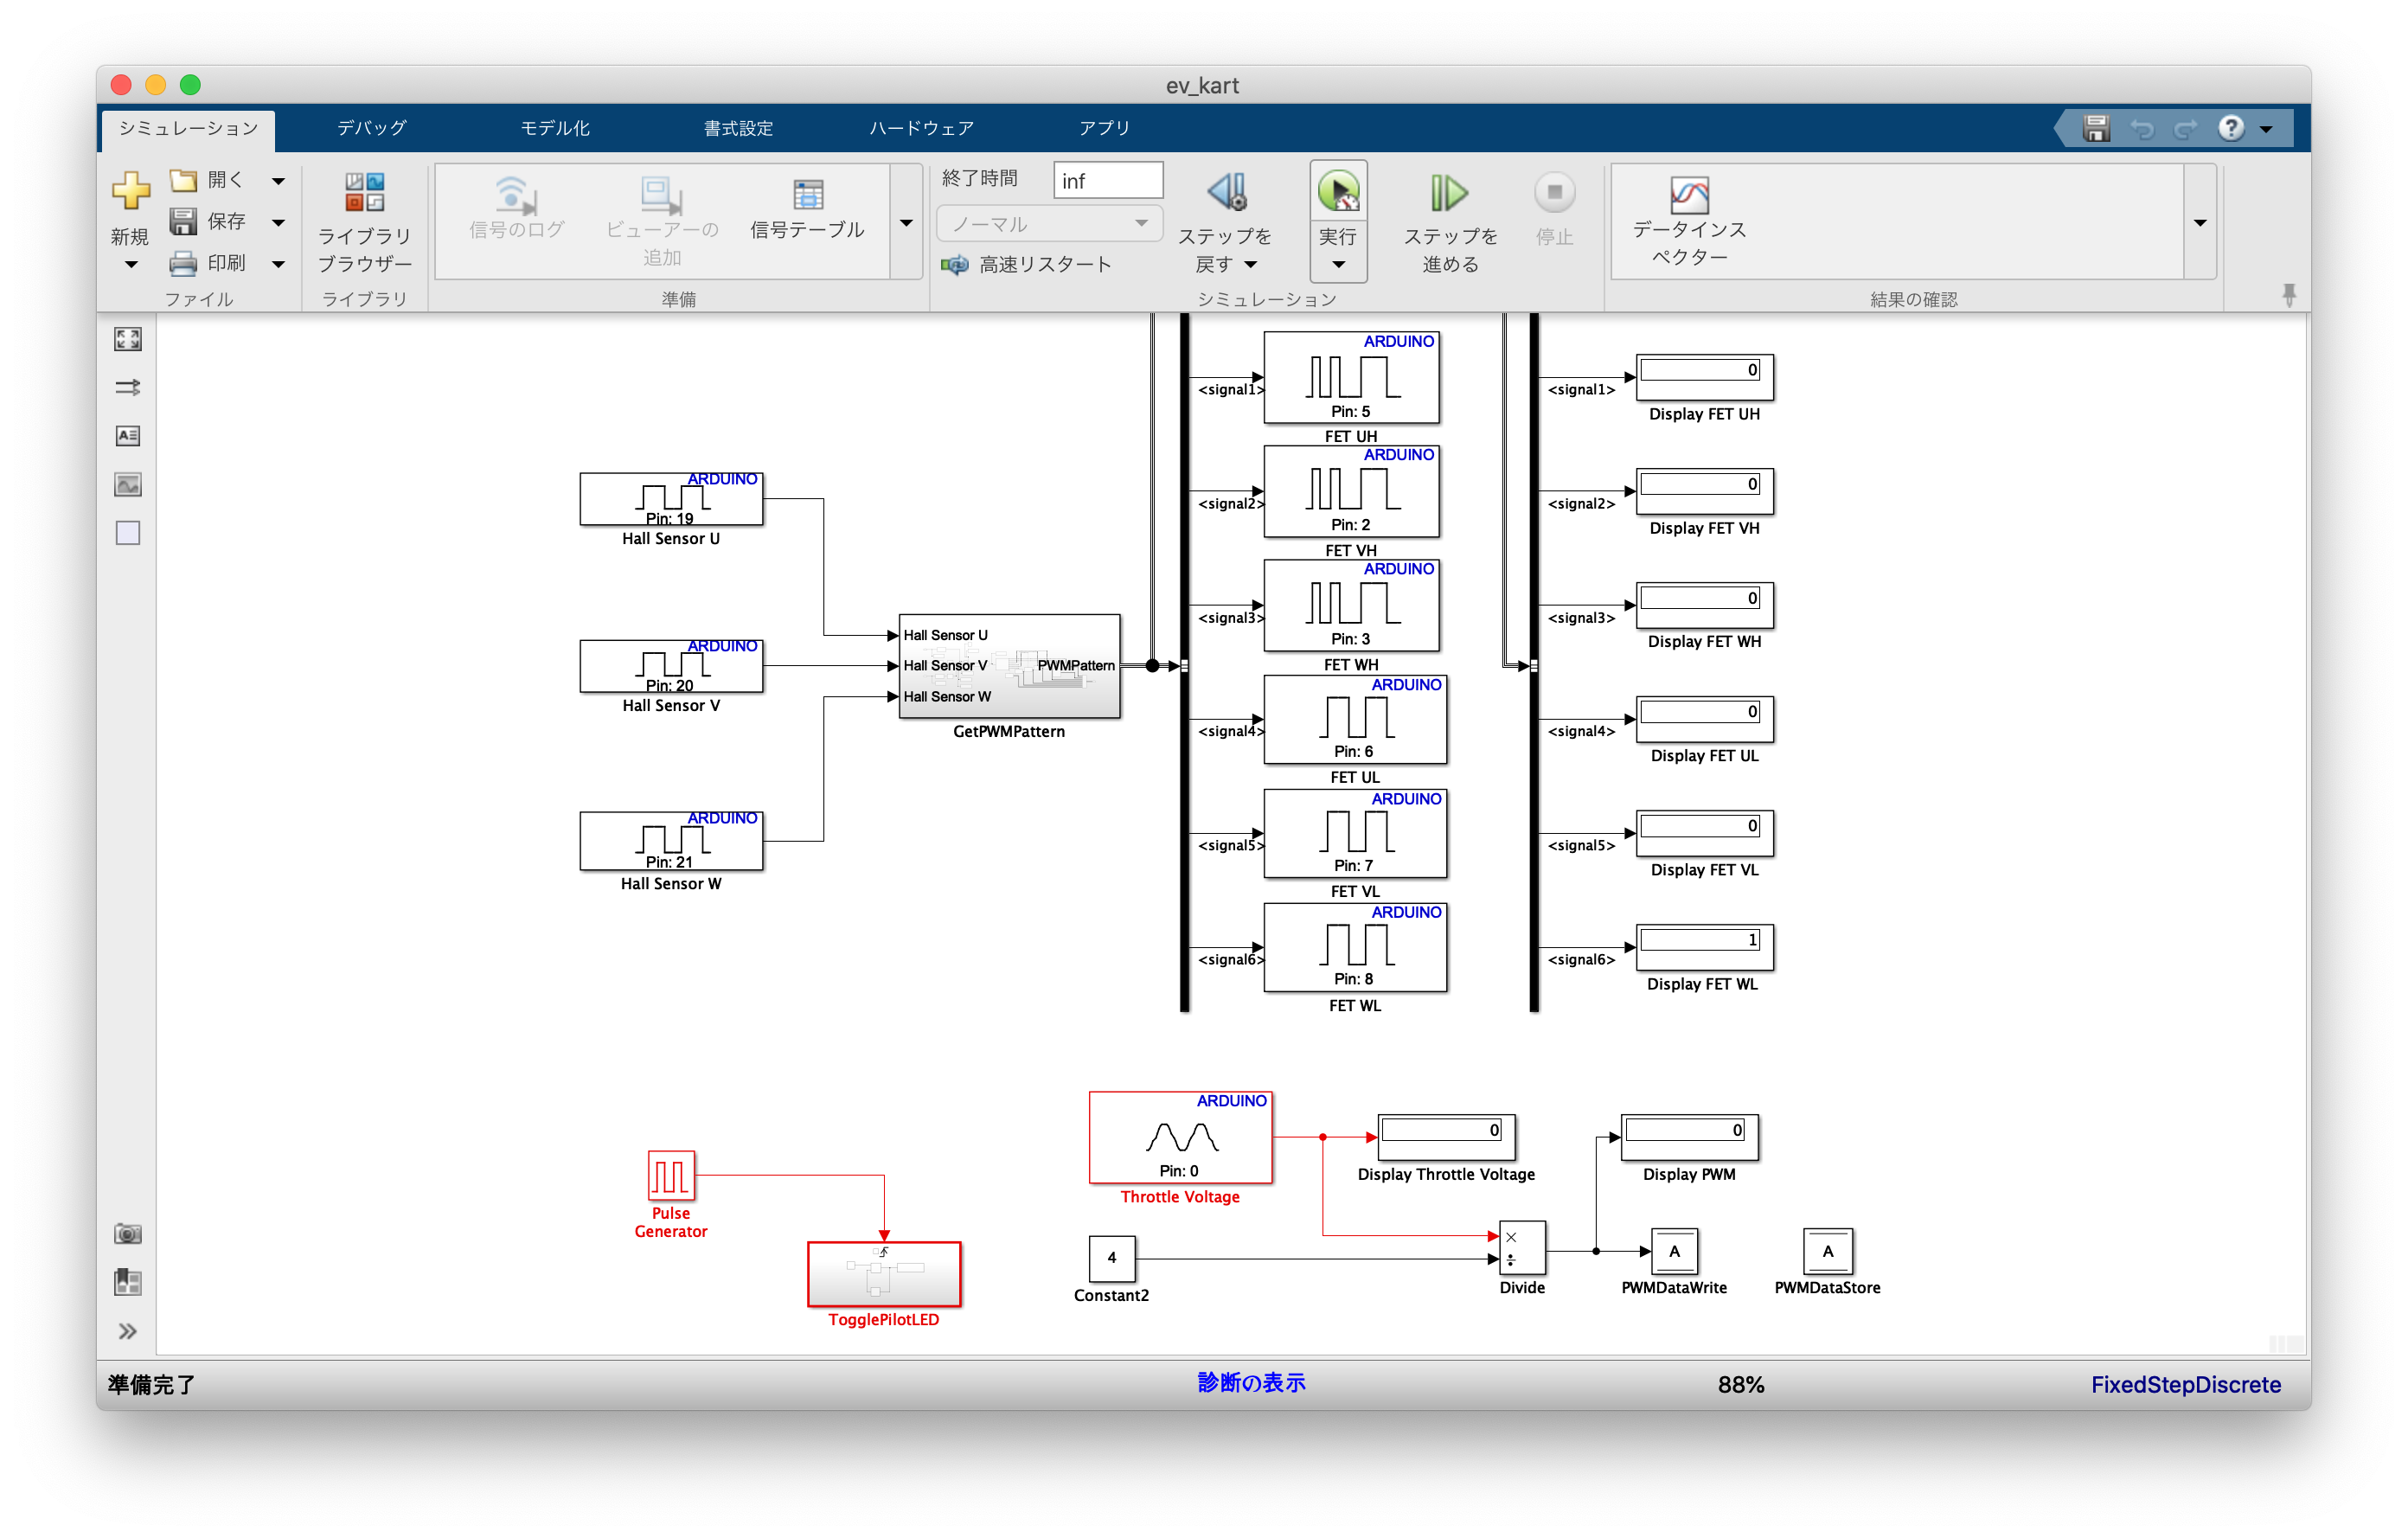 ev_kart
シミュレーション
デバッグ
モデル化
書式設定
ハードウェア
アプリ
新規
開く
保存
印刷
ファイル
ライブラリ
ブラウザー
ライブラリ
信号のログ
ビューアーの
追加
信号テーブル
準備
終了時間
inf
ノーマル
高速リスタート
ステップを
戻す
実行
ステップを
進める
停止
シミュレーション
データインス
ペクター
結果の確認
ARDUINO
Pin: 19
Hall Sensor U
ARDUINO
Pin: 20
Hall Sensor V
ARDUINO
Pin: 21
Hall Sensor W
Hall Sensor U
Hall Sensor V
Hall Sensor W
PWMPattern
GetPWMPattern
<signal1>
ARDUINO
Pin: 5
FET UH
<signal2>
ARDUINO
Pin: 2
FET VH
<signal3>
ARDUINO
Pin: 3
FET WH
<signal4>
ARDUINO
Pin: 6
FET UL
<signal5>
ARDUINO
Pin: 7
FET VL
<signal6>
ARDUINO
Pin: 8
FET WL
<signal1>
0
Display FET UH
<signal2>
0
Display FET VH
<signal3>
0
Display FET WH
<signal4>
0
Display FET UL
<signal5>
0
Display FET VL
<signal6>
1
Display FET WL
Pulse
Generator
TogglePilotLED
ARDUINO
Pin: 0
Throttle Voltage
0
Display Throttle Voltage
0
Display PWM
4
Constant2
×
÷
Divide
A
PWMDataWrite
A
PWMDataStore
準備完了
診断の表示
88%
FixedStepDiscrete